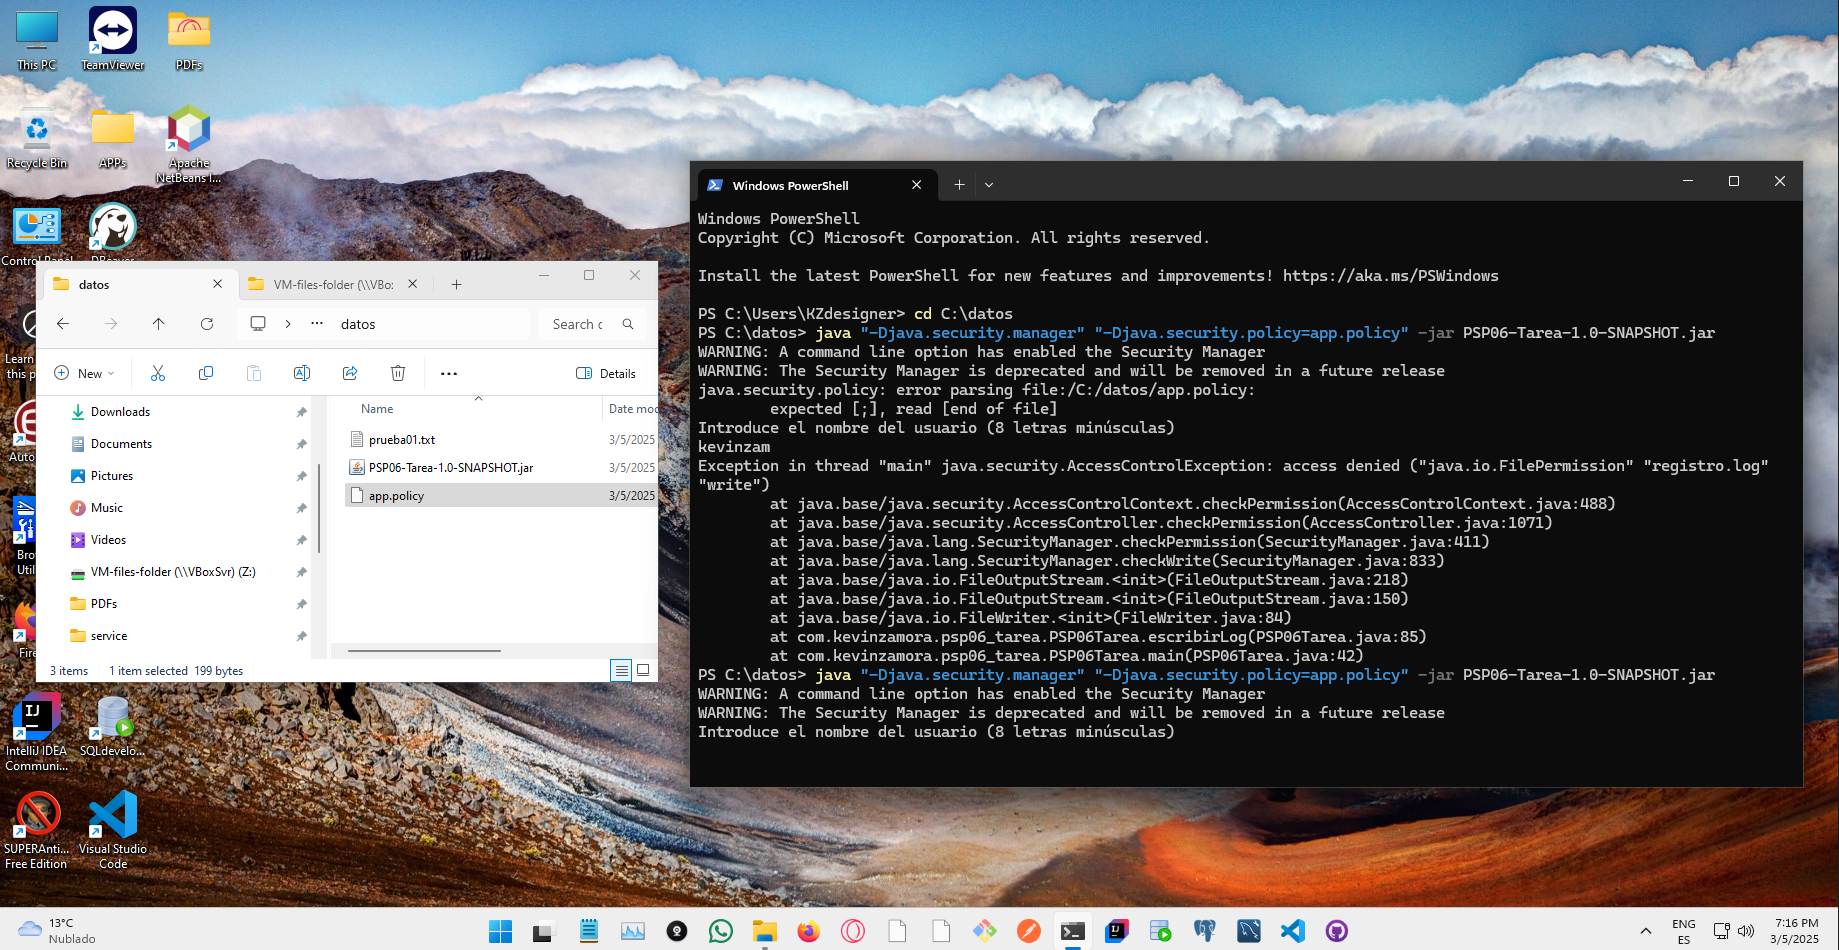 This PC
TeamViewer
PDFs
Recycle Bin
APPs
Apache
NetBeans I...
Control Panel
DBeaver
Learn
this p
Auto
Bro
Util
Fire
IntelliJ IDEA
Communi...
SQLdevelo...
SUPERAnti...
Free Edition
Visual Studio
Code
datos
VM-files-folder (\\VBo:
datos
Search c
New
Details
Downloads
Documents
Pictures
Music
Videos
VM-files-folder (\\VBoxSvr) (Z:)
PDFs
service
Name
Date mod
prueba01.txt
3/5/2025
PSP06-Tarea-1.0-SNAPSHOT.jar
3/5/2025
app.policy
3/5/2025
3 items
1 item selected
199 bytes
Windows PowerShell
Windows PowerShell
Copyright (C) Microsoft Corporation. All rights reserved.
Install the latest PowerShell for new features and improvements! https://aka.ms/PSWindows
PS C:\Users\KZdesigner> cd C:\datos
PS C:\datos> java "-Djava.security.manager" "-Djava.security.policy=app.policy" -jar PSP06-Tarea-1.0-SNAPSHOT.jar
WARNING: A command line option has enabled the Security Manager
WARNING: The Security Manager is deprecated and will be removed in a future release
java.security.policy: error parsing file:/C:/datos/app.policy:
expected [;], read [end of file]
Introduce el nombre del usuario (8 letras minúsculas)
kevinzam
Exception in thread "main" java.security.AccessControlException: access denied ("java.io.FilePermission" "registro.log"
"write")
at java.base/java.security.AccessControlContext.checkPermission(AccessControlContext.java:488)
at java.base/java.security.AccessController.checkPermission(AccessController.java:1071)
at java.base/java.lang.SecurityManager.checkPermission(SecurityManager.java:411)
at java.base/java.lang.SecurityManager.checkWrite(SecurityManager.java:833)
at java.base/java.io.FileOutputStream.<init>(FileOutputStream.java:218)
at java.base/java.io.FileOutputStream.<init>(FileOutputStream.java:150)
at java.base/java.io.FileWriter.<init>(FileWriter.java:84)
at com.kevinzamora.psp06_tarea.PSP06Tarea.escribirLog(PSP06Tarea.java:85)
at com.kevinzamora.psp06_tarea.PSP06Tarea.main(PSP06Tarea.java:42)
PS C:\datos> java "-Djava.security.manager" "-Djava.security.policy=app.policy" -jar PSP06-Tarea-1.0-SNAPSHOT.jar
WARNING: A command line option has enabled the Security Manager
WARNING: The Security Manager is deprecated and will be removed in a future release
Introduce el nombre del usuario (8 letras minúsculas)
13°C
Nublado
ENG
ES
7:16 PM
3/5/2025